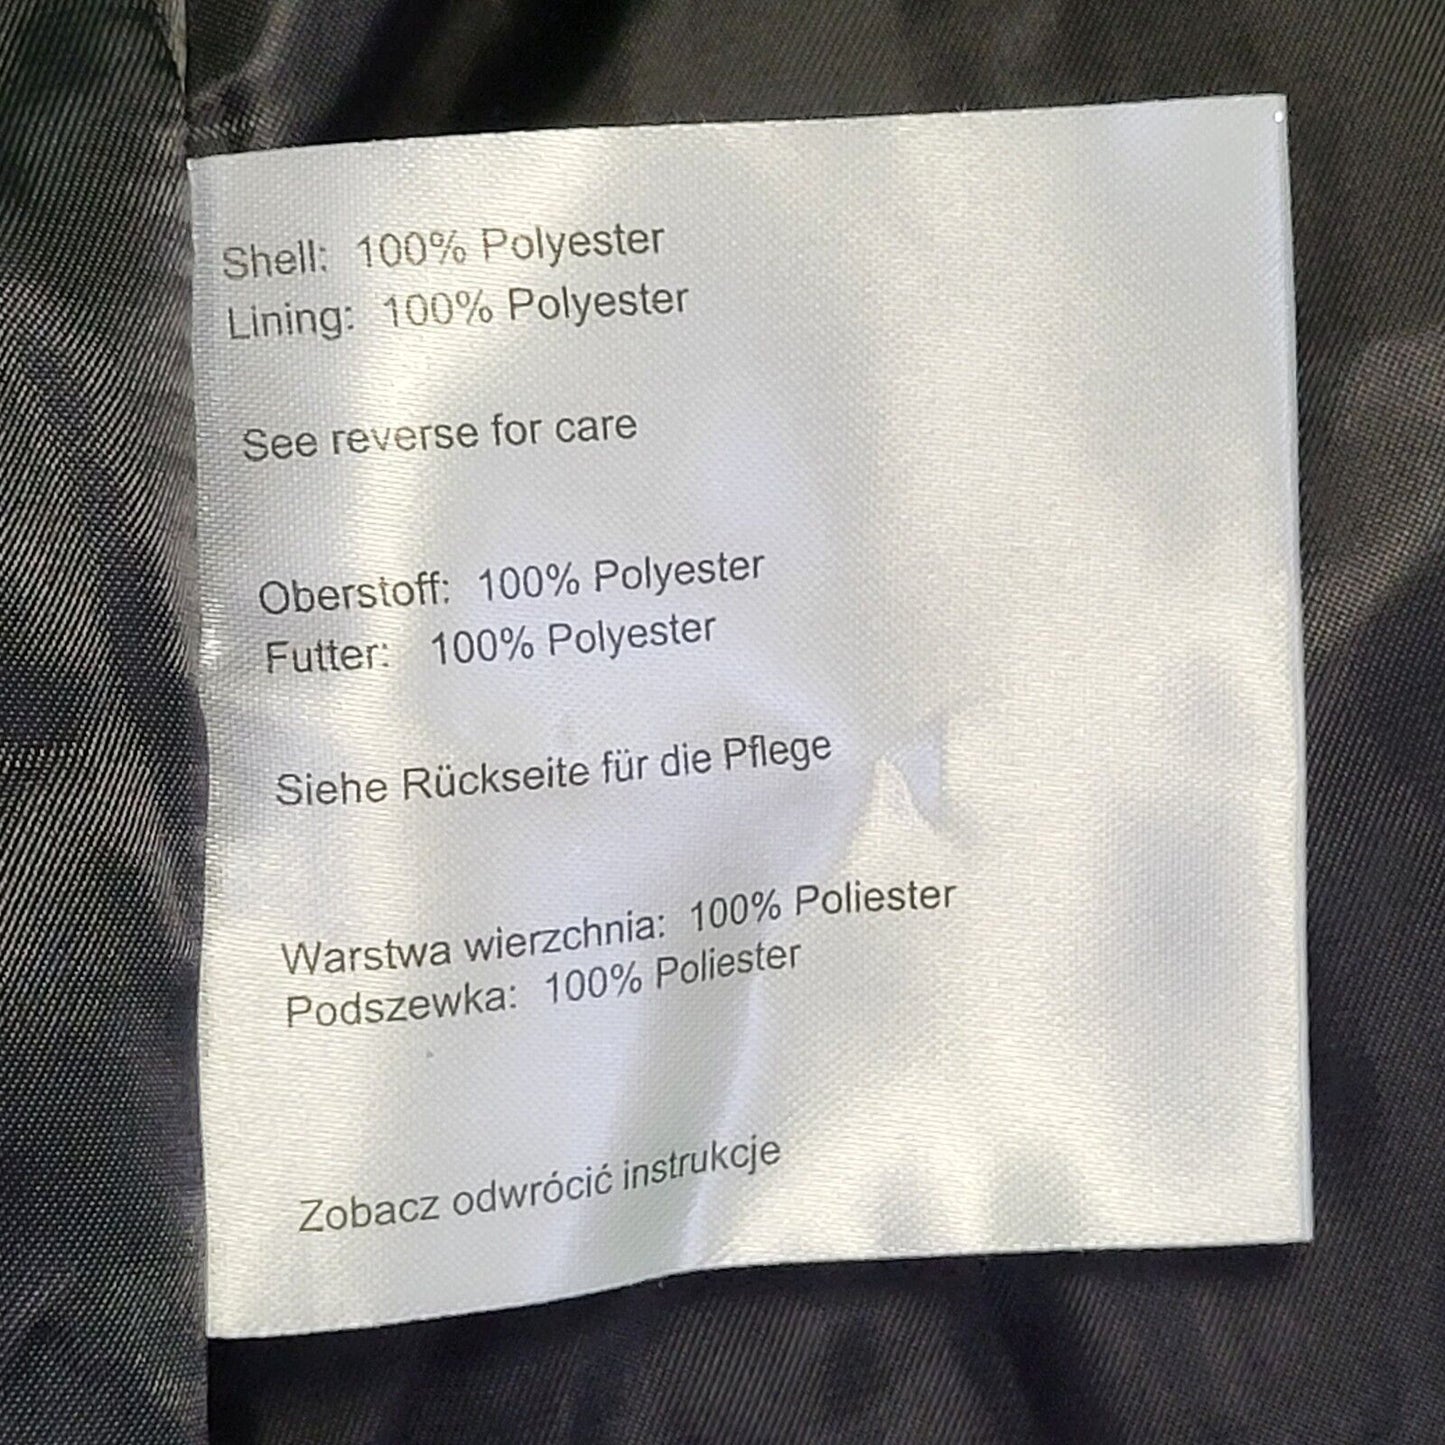 Shell: 100% Polyester
Lining: 100% Polyester
See reverse for care
Oberstoff: 100% Polyester
Futter: 100% Polyester
Siehe Rückseite für die Pflege
Warstwa wierzchnia: 100% Poliester
Podszewka: 100% Poliester
Zobacz odwrócić instrukcje